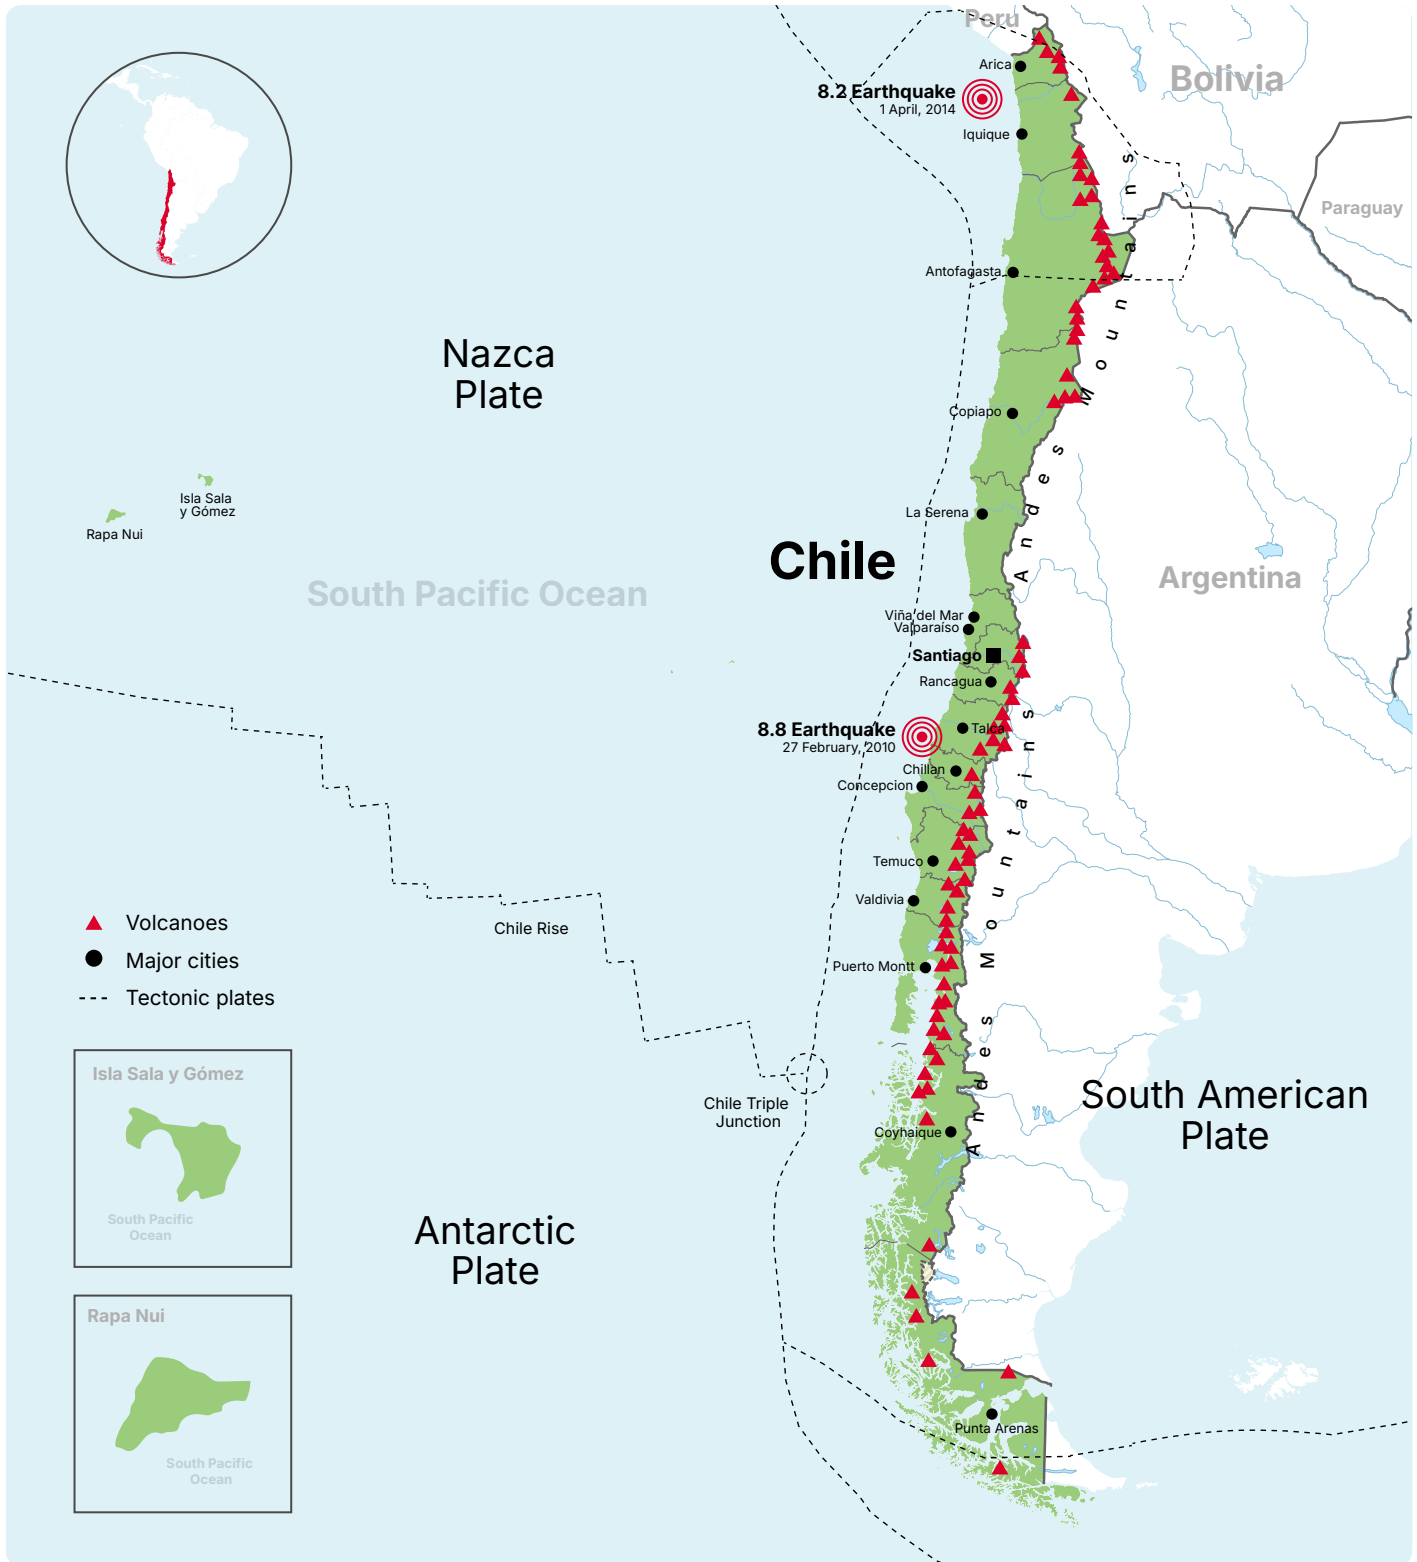 Peru
Arica
Bolivia
8.2 Earthquake
1 April, 2014
Iquique
Paraguay
Antofagasta
Andes Mountains
Nazca
Plate
Copiapo
Isla Sala
y Gómez
Rapa Nui
La Serena
Chile
South Pacific Ocean
Argentina
Viña del Mar
Valparaíso
Santiago
Rancagua
8.8 Earthquake
27 February, 2010
Talca
Chillan
Concepcion
Temuco
Valdivia
Andes Mountains
Chile Rise
Puerto Montt
Volcanoes
Major cities
Tectonic plates
Isla Sala y Gómez
South Pacific
Ocean
Chile Triple
Junction
South American
Plate
Coyhaique
Antarctic
Plate
Rapa Nui
South Pacific
Ocean
Punta Arenas